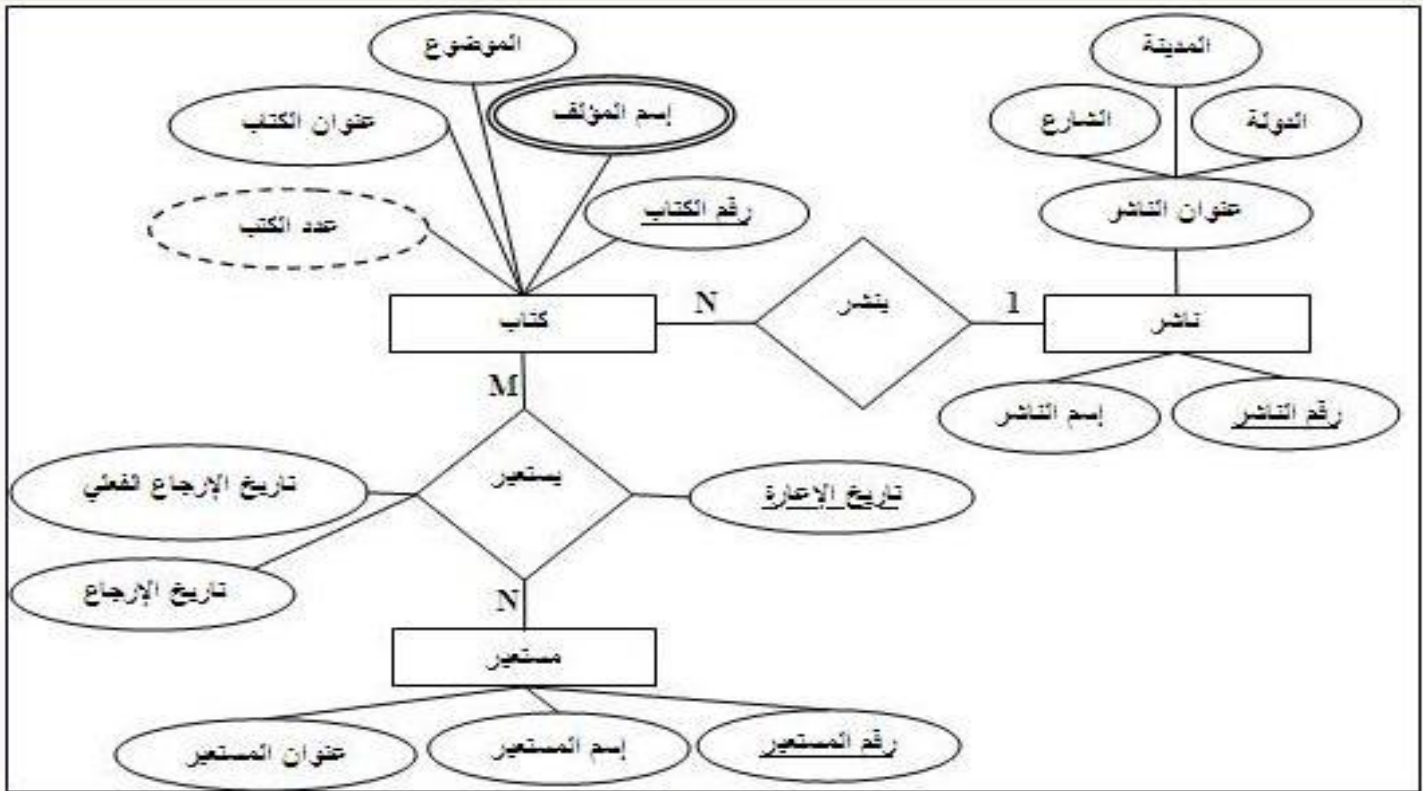 الموضوع
المدينة
إسم المؤلف
عنوان الكتاب
الدولة
الشارع
رقم الكتاب
عدد الكتب
عنوان الناشر
ناشر
1
ينشر
N
كتاب
M
رقم الناشر
إسم الناشر
تاريخ الإعارة
يستعير
تاريخ الإرجاع الفعلي
تاريخ الإرجاع
N
مستعير
رقم المستعير
إسم المستعير
عنوان المستعير